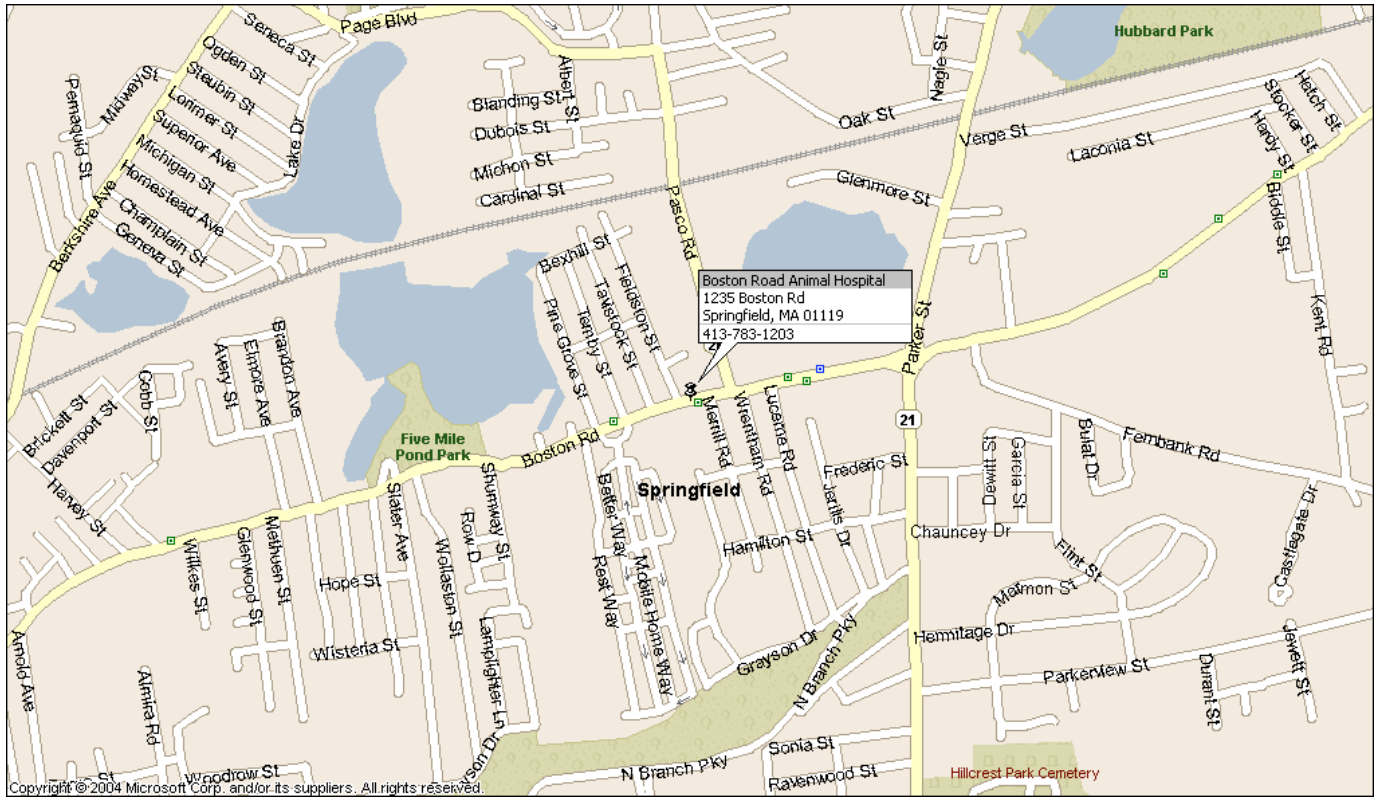 Page Blvd
Seneca St
Ogden St
Steubin St
Lorimer St
Superior Ave
Michigan St
Homestead Ave
Champlain St
Geneva St
Midway St
Pemaquid St
Berkshire Ave
Lake Dr
Albert St
Blanding St
Dubois St
Michon St
Cardinal St
Pasco Rd
Nagle St
Oak St
Hubbard Park
Verge St
Laconia St
Hatch St
Stocker St
Hardy St
Biddle St
Kent Rd
Glenmore St
Parker St
Bexhill St
Fieldston St
Tavistock St
Temby St
Pine Grove St
Boston Road Animal Hospital
1235 Boston Rd
Springfield, MA 01119
413-783-1203
Brandon Ave
Elmore Ave
Avery St
Cobb St
Brickett St
Davenport St
Harvey St
Five Mile
Pond Park
Boston Rd
Merrill Rd
Wrentham Rd
Lucerne Rd
21
Frederic St
Jerilis Dr
Springfield
Hamilton St
Dewitt St
Garcia St
Bulat Dr
Fernbank Rd
Castlegate Dr
Chauncey Dr
Flint St
Memon St
Hermitage Dr
Parkerview St
Durant St
Jewett St
Shumway St
Row D
Slater Ave
Wollaston St
Better Way
Rest Way
Mobile Home Way
Wilkes St
Glenwood St
Methuen St
Hope St
Wisteria St
Lamplighter Ln
Grayson Dr
N Branch Pky
Arnold Ave
Almira Rd
Woodrow St
N Branch Pky
Sonia St
Ravenwood St
Hillcrest Park Cemetery
Copyright © 2004 Microsoft Corp. and/or its suppliers. All rights reserved.